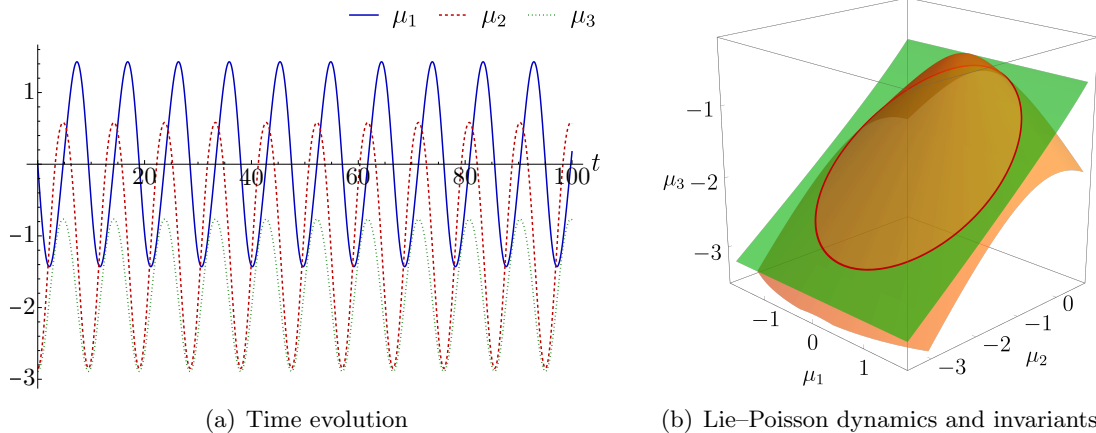 μ₁ μ₂ μ₃
1
20 40 60 80 100 t
−1
−2
−3
(a) Time evolution
−1
μ₃ −2
−3
−1
0
1
μ₁
−3
−2
−1
0
μ₂
(b) Lie–Poisson dynamics and invariants